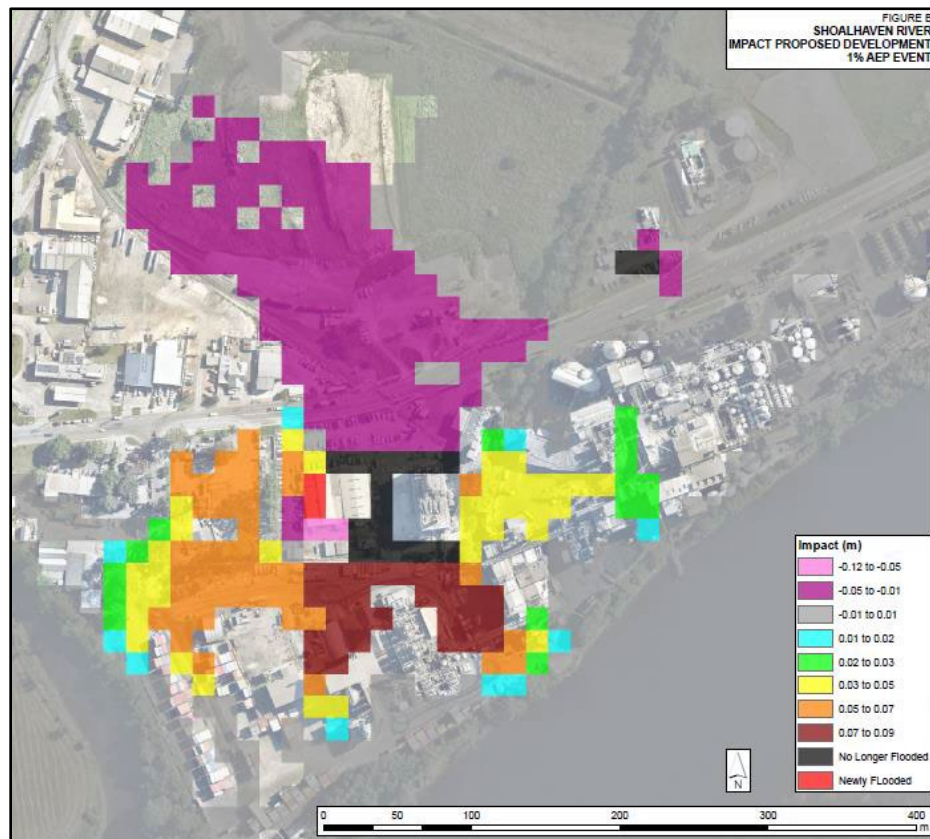 FIGURE B
SHOALHAVEN RIVER
IMPACT PROPOSED DEVELOPMENT
1% AEP EVENT
Impact (m)
-0.12 to -0.05
-0.05 to -0.01
-0.01 to 0.01
0.01 to 0.02
0.02 to 0.03
0.03 to 0.05
0.05 to 0.07
0.07 to 0.09
No Longer Flooded
Newly FLooded
N
0 50 100 200 300 400
m